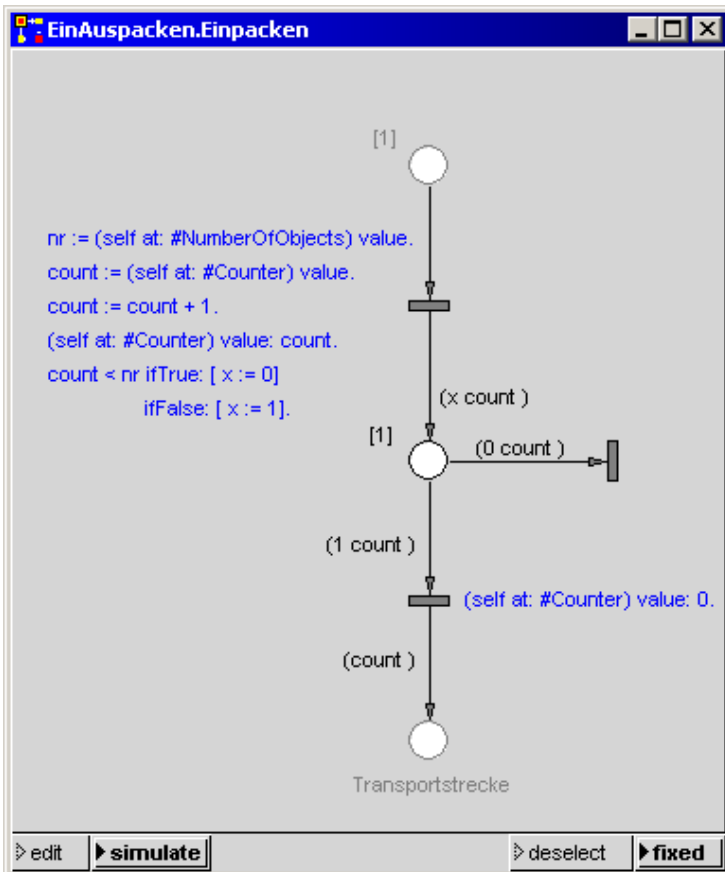 EinAuspacken.Einpacken
[1]
nr := (self at: #NumberOfObjects) value.
count := (self at: #Counter) value.
count := count + 1.
(self at: #Counter) value: count.
count < nr ifTrue: [ x := 0]
ifFalse: [ x := 1].
(x count )
[1]
(0 count )
(1 count )
(self at: #Counter) value: 0.
(count )
Transportstrecke
edit simulate deselect fixed